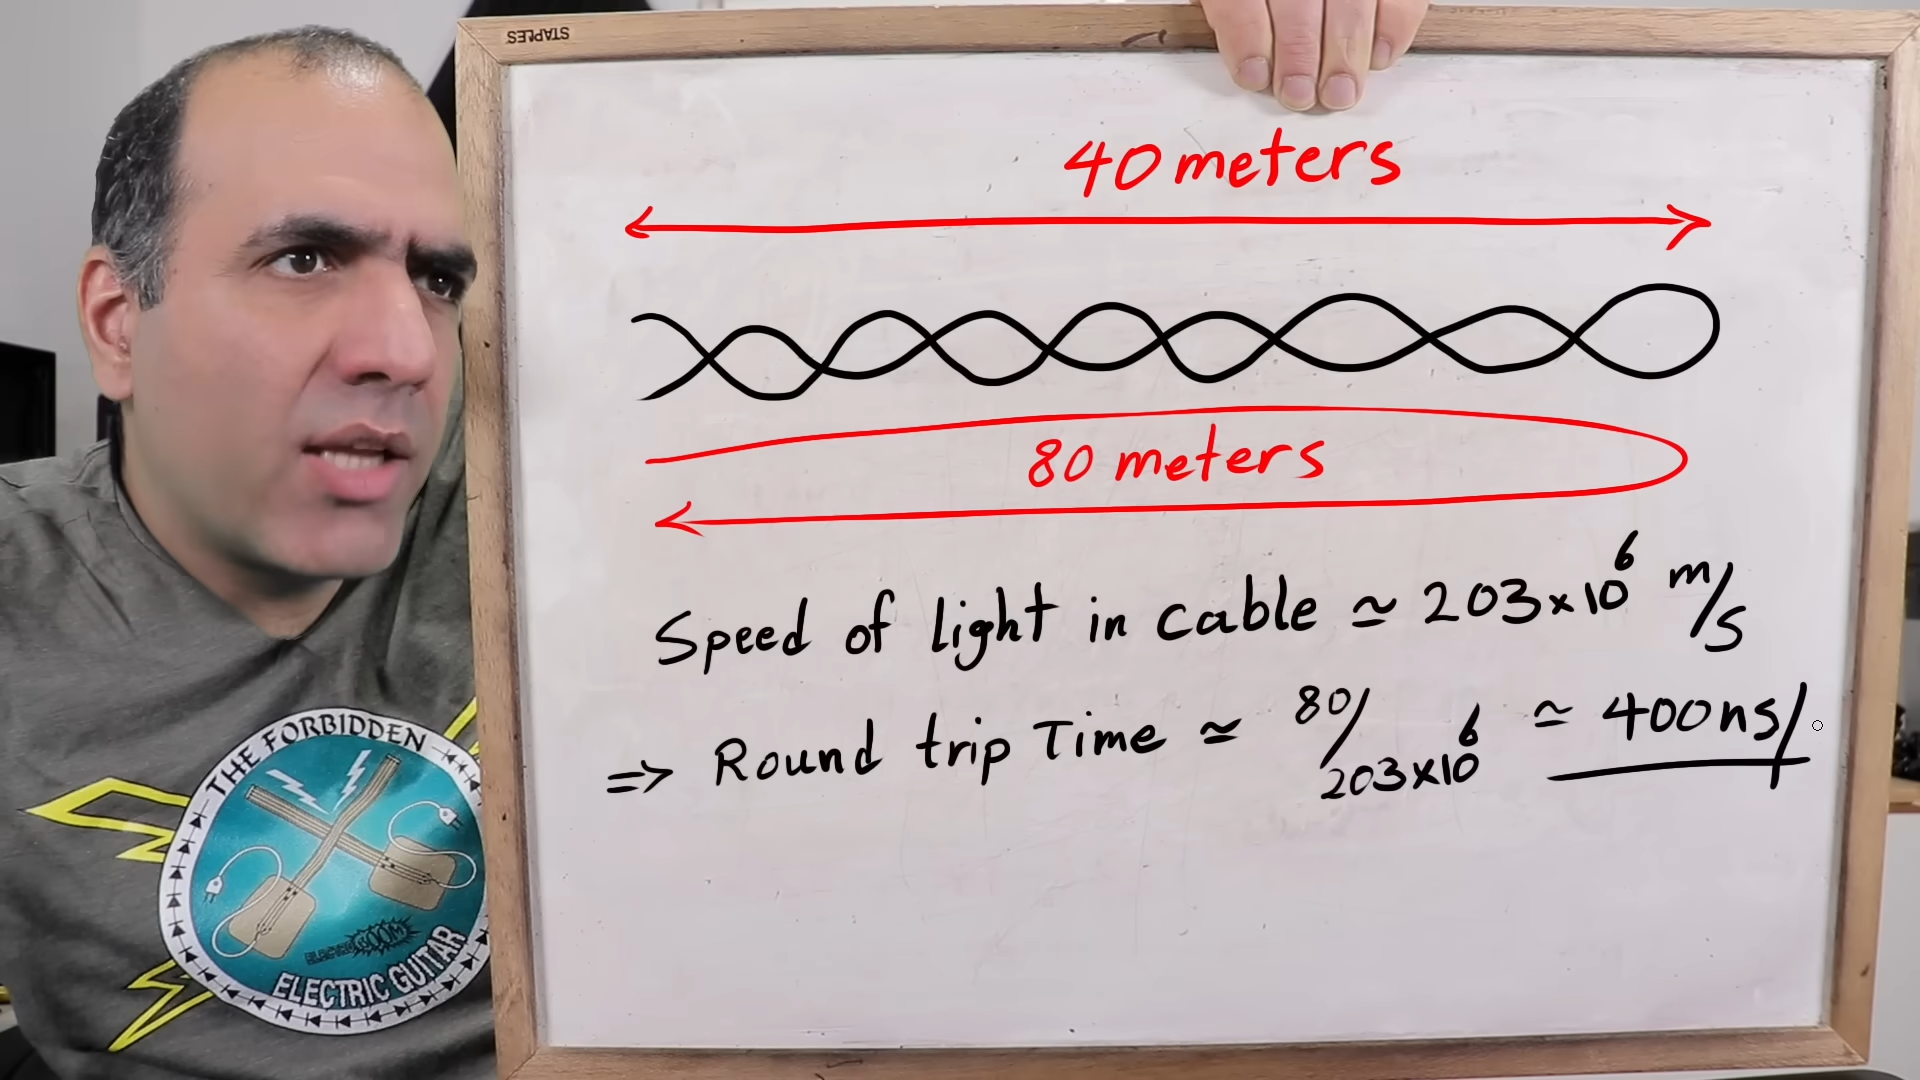 STAPLES
40 meters
80 meters
Speed of light in cable ≃ 203×10⁶ m/s
⇒ Round trip Time ≃ 80/203×10⁶ ≃ 400ns/
THE FORBIDDEN
ELECTRIC GUITAR